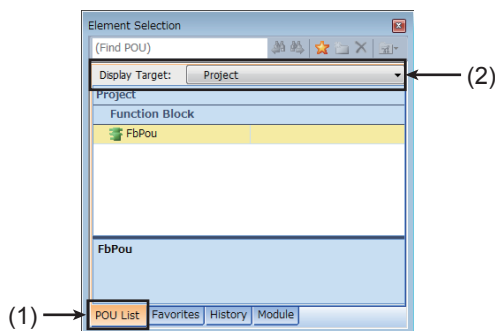 Element Selection
(Find POU)
Display Target: Project
(2)
Project
Function Block
FbPou
FbPou
(1)
POU List Favorites History Module